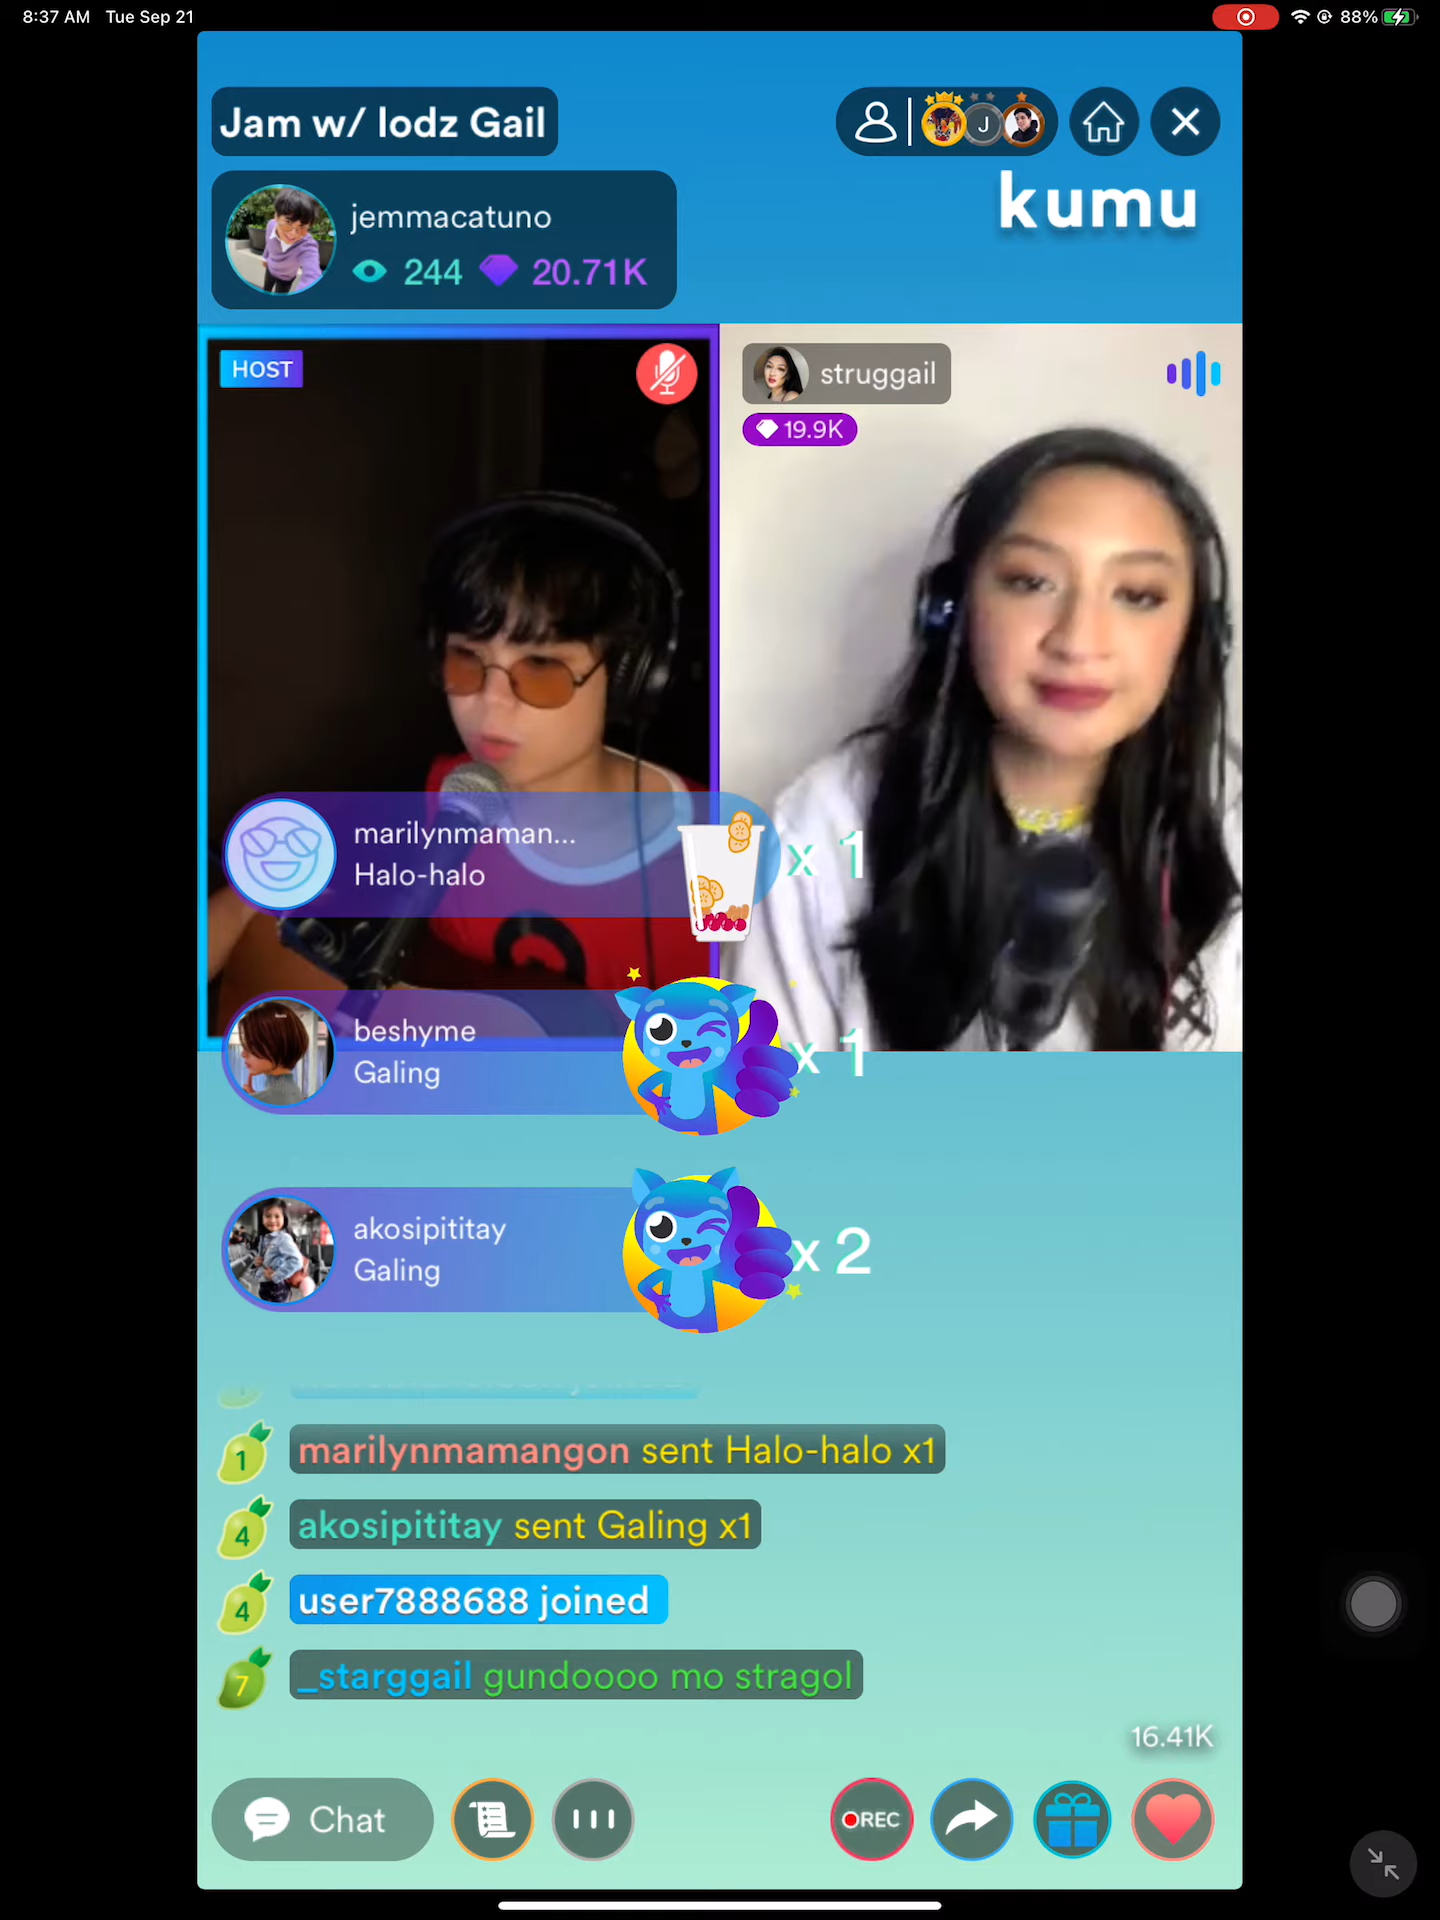 8:37 AM Tue Sep 21
88%
Jam w/ lodz Gail
J
kumu
jemmacatuno
244 20.71K
HOST
struggail
19.9K
marilynmaman...
Halo-halo
x 1
beshyme
Galing
x 1
akosipititay
Galing
x 2
1 marilynmamangon sent Halo-halo x1
4 akosipititay sent Galing x1
4 user7888688 joined
7 _starggail gundoooo mo stragol
16.41K
Chat
REC